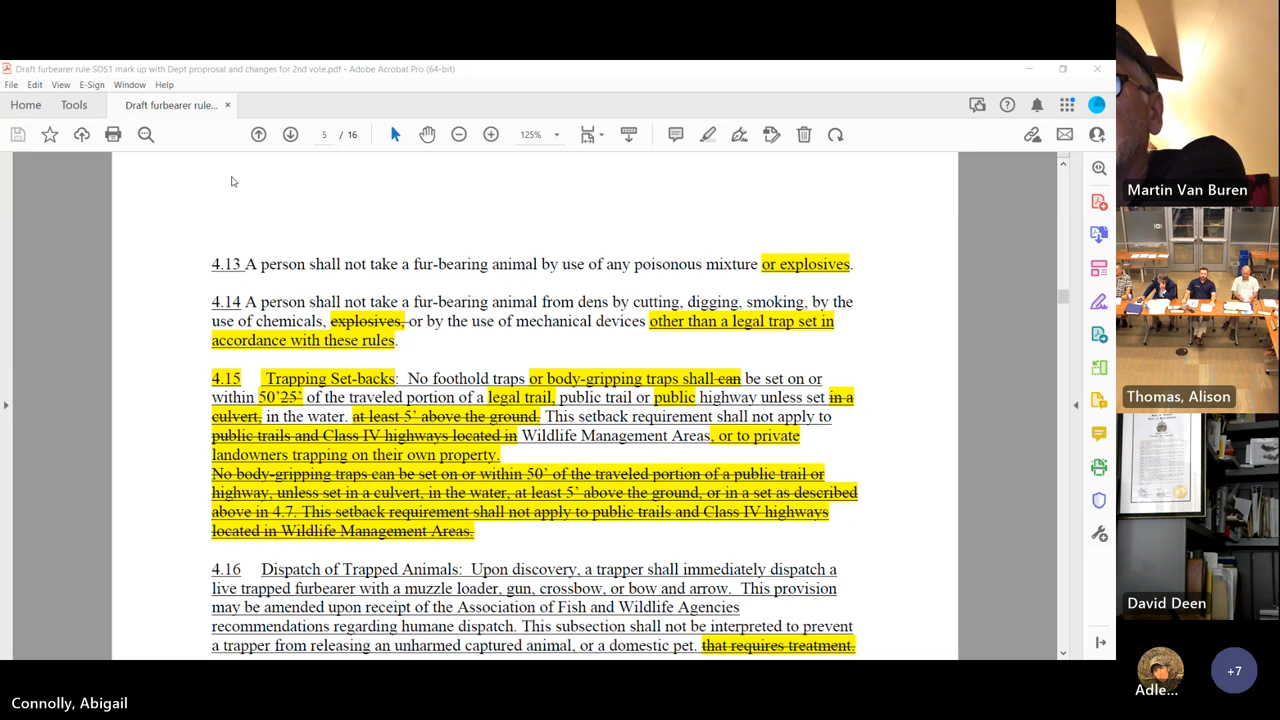 Draft furbearer rule SOS1 mark up with Dept proprosal and changes for 2nd vote.pdf - Adobe Acrobat Pro (64-bit)
File Edit View E-Sign Window Help
Home Tools Draft furbearer rule... ×
5 / 16 125%
4.13 A person shall not take a fur-bearing animal by use of any poisonous mixture or explosives.
4.14 A person shall not take a fur-bearing animal from dens by cutting, digging, smoking, by the
use of chemicals, explosives, or by the use of mechanical devices other than a legal trap set in
accordance with these rules.
4.15 Trapping Set-backs: No foothold traps or body-gripping traps shall can be set on or
within 50'25' of the traveled portion of a legal trail, public trail or public highway unless set in a
culvert, in the water. at least 5' above the ground. This setback requirement shall not apply to
public trails and Class IV highways located in Wildlife Management Areas, or to private
landowners trapping on their own property.
No body-gripping traps can be set on or within 50' of the traveled portion of a public trail or
highway, unless set in a culvert, in the water, at least 5' above the ground, or in a set as described
above in 4.7. This setback requirement shall not apply to public trails and Class IV highways
located in Wildlife Management Areas.
4.16 Dispatch of Trapped Animals: Upon discovery, a trapper shall immediately dispatch a
live trapped furbearer with a muzzle loader, gun, crossbow, or bow and arrow. This provision
may be amended upon receipt of the Association of Fish and Wildlife Agencies
recommendations regarding humane dispatch. This subsection shall not be interpreted to prevent
a trapper from releasing an unharmed captured animal, or a domestic pet. that requires treatment.
Martin Van Buren
Thomas, Alison
David Deen
Adle...
+7
Connolly, Abigail